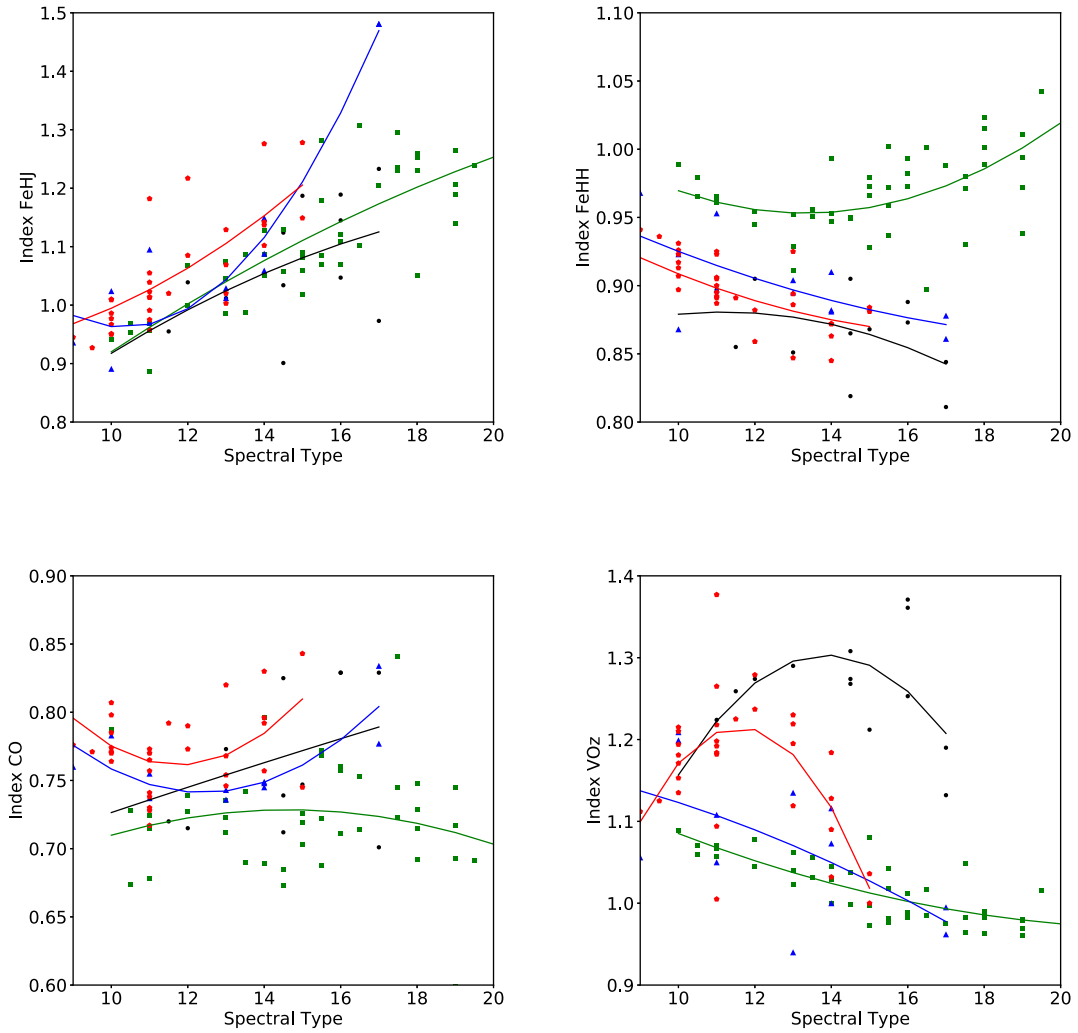 1.5
1.4
1.3
1.2
1.1
1.0
0.9
0.8
Index FeHJ
10 12 14 16 18 20
Spectral Type
1.10
1.05
1.00
0.95
0.90
0.85
0.80
Index FeHH
10 12 14 16 18 20
Spectral Type
0.90
0.85
0.80
0.75
0.70
0.65
0.60
Index CO
10 12 14 16 18 20
Spectral Type
1.4
1.3
1.2
1.1
1.0
0.9
Index VOz
10 12 14 16 18 20
Spectral Type